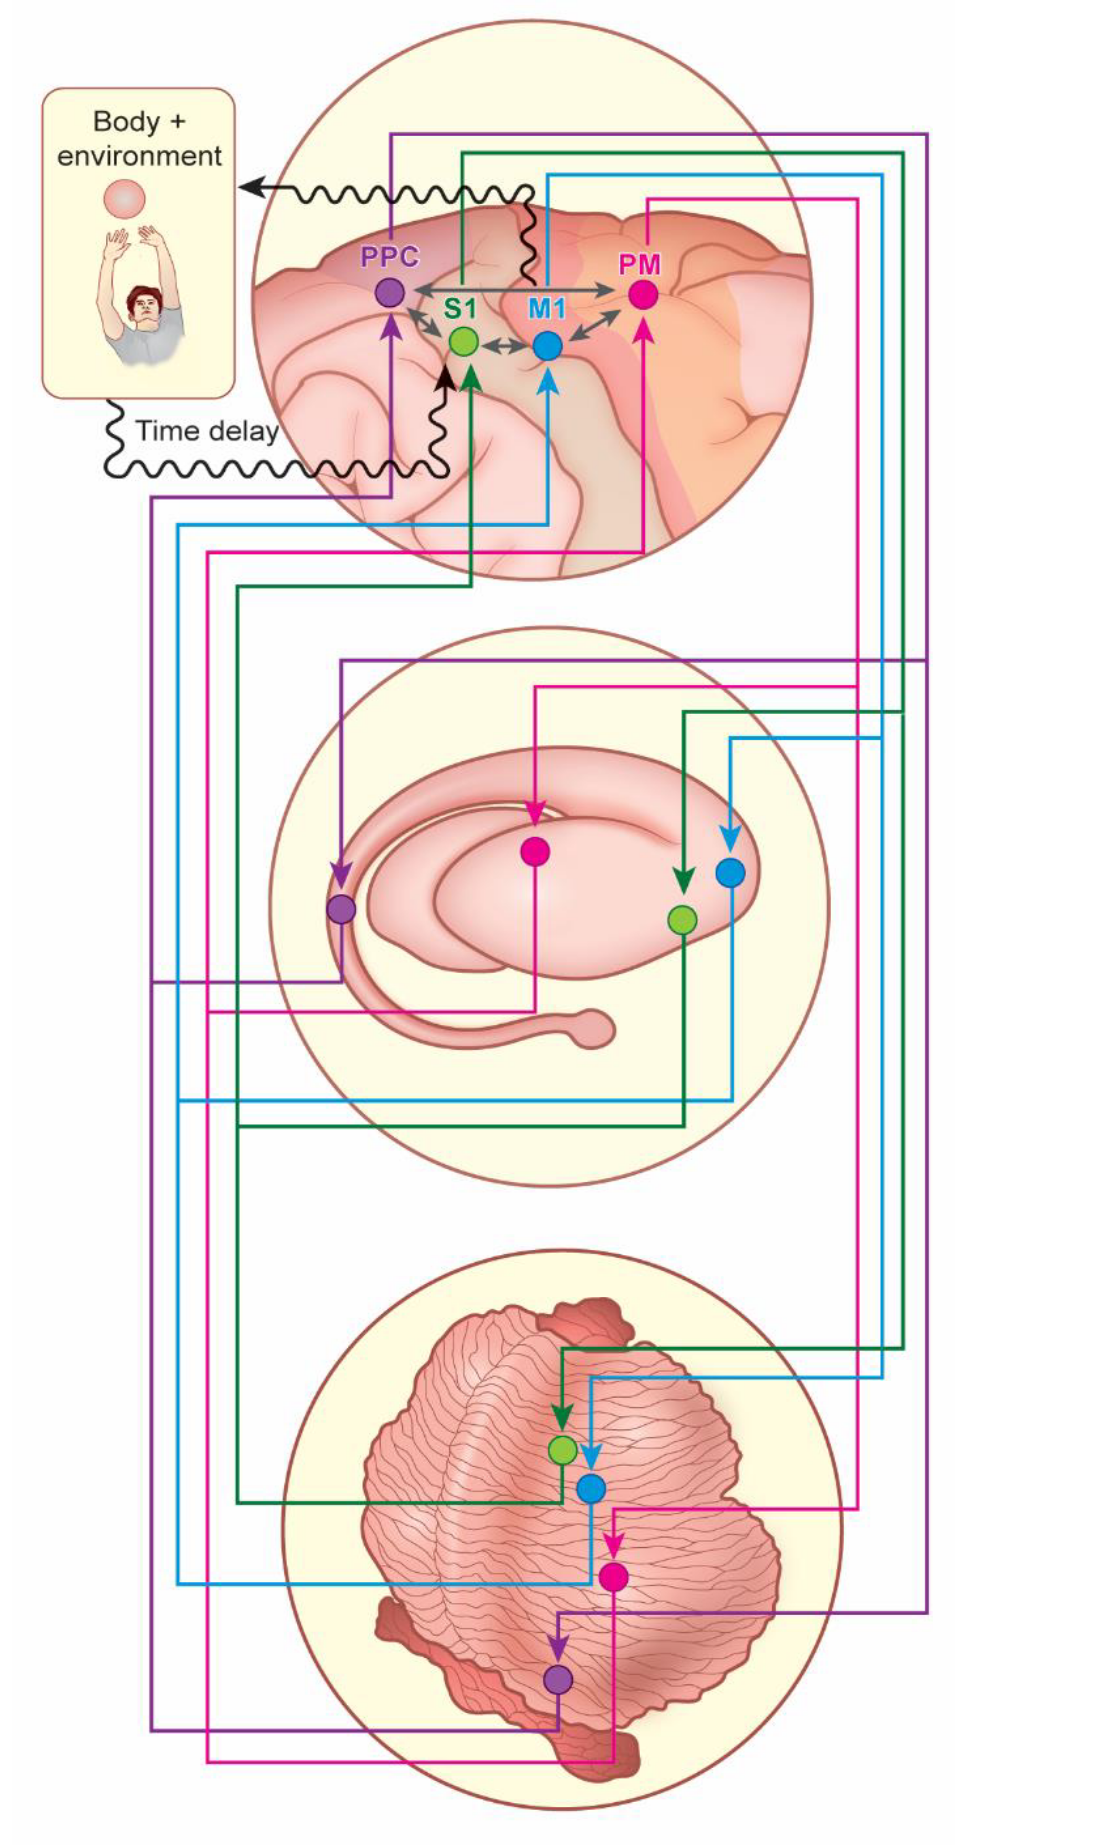 Body +
environment
PPC
PM
S1
M1
Time delay